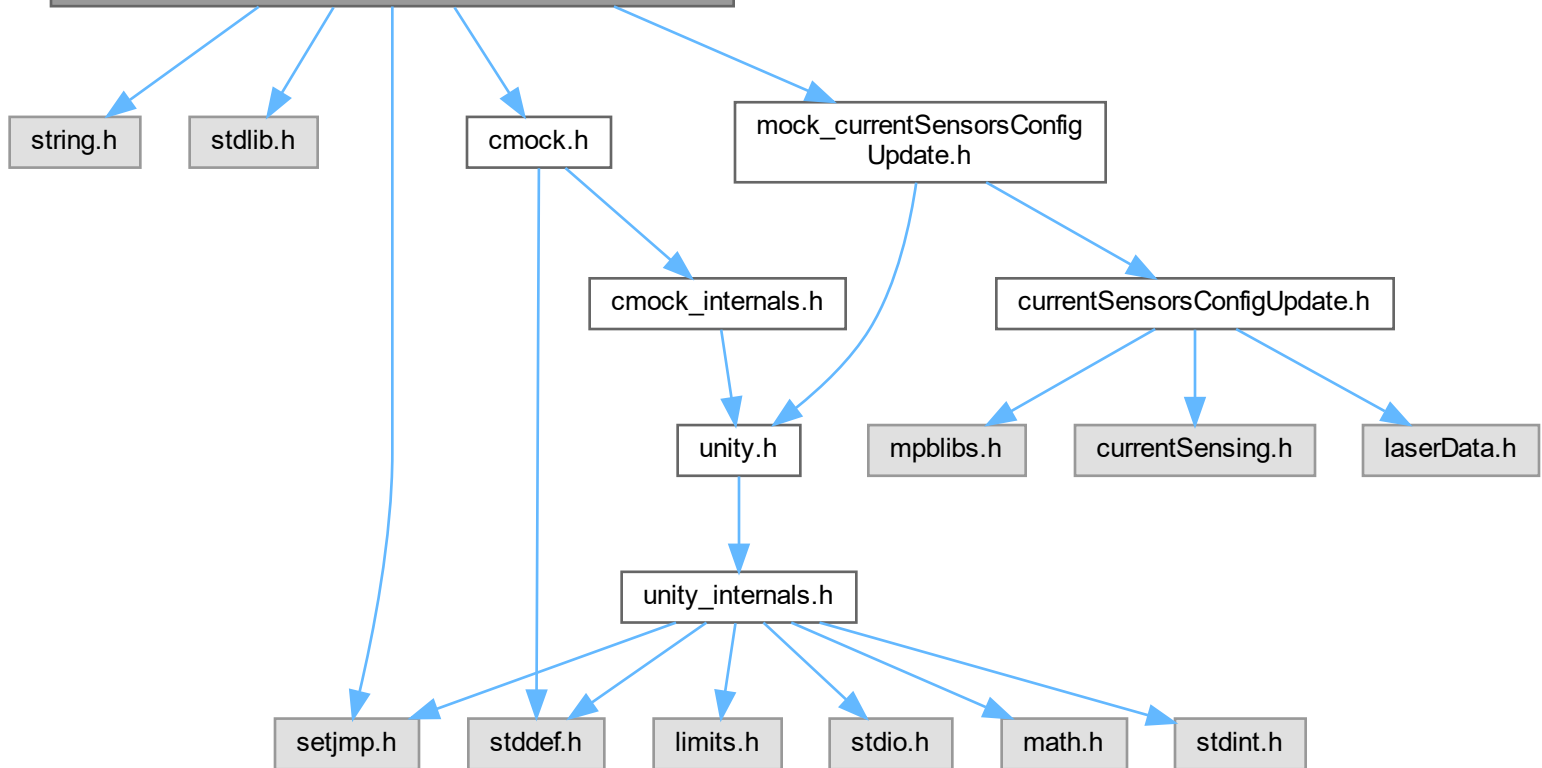 string.h
stdlib.h
cmock.h
mock_currentSensorsConfig
Update.h
cmock_internals.h
currentSensorsConfigUpdate.h
unity.h
mpblibs.h
currentSensing.h
laserData.h
unity_internals.h
setjmp.h
stddef.h
limits.h
stdio.h
math.h
stdint.h